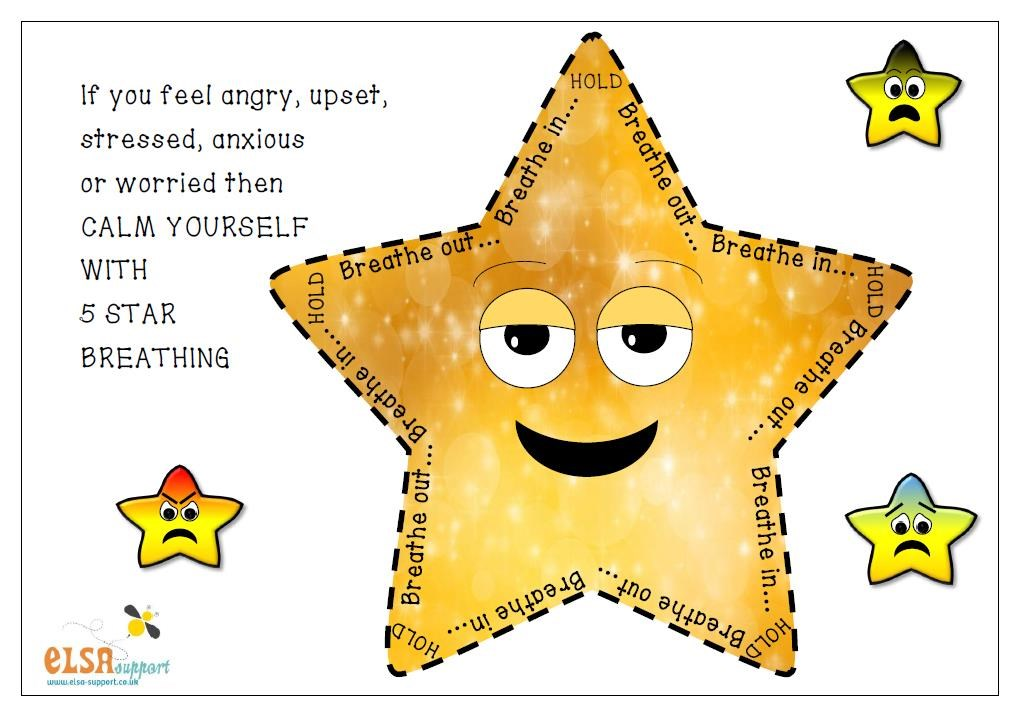 If you feel angry, upset,
stressed, anxious
or worried then
CALM YOURSELF
WITH
5 STAR
BREATHING
Breathe in...
HOLD
Breathe out...
Breathe in...
HOLD
Breathe out...
Breathe in...
HOLD
Breathe out...
Breathe in...
HOLD
Breathe out...
Breathe in...
HOLD
Breathe out...
eLSA support
www.elsa-support.co.uk